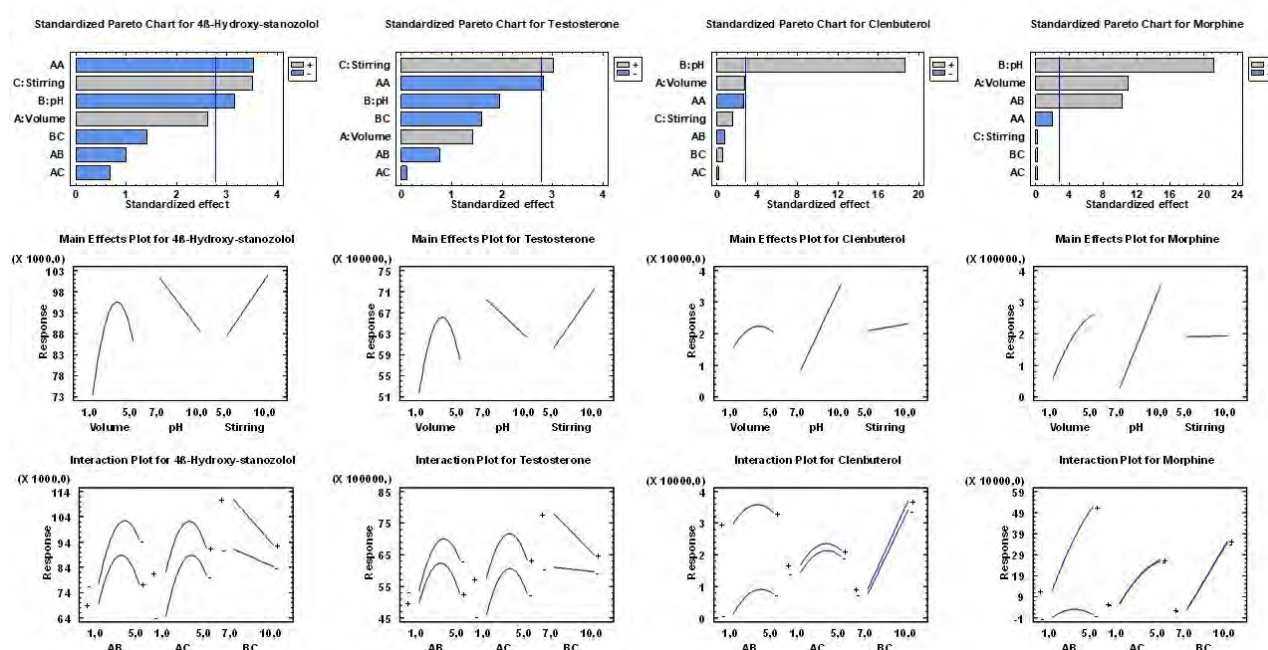 Standardized Pareto Chart for 4ß-Hydroxy-stanozolol
AA
C:Stirring
B:pH
A:Volume
BC
AB
AC
+
-
0 1 2 3 4
Standardized effect
Standardized Pareto Chart for Testosterone
C:Stirring
AA
B:pH
BC
A:Volume
AB
AC
+
-
0 1 2 3 4
Standardized effect
Standardized Pareto Chart for Clenbuterol
B:pH
A:Volume
AA
C:Stirring
AB
BC
AC
+
-
0 4 8 12 16 20
Standardized effect
Standardized Pareto Chart for Morphine
B:pH
A:Volume
AB
AA
C:Stirring
BC
AC
+
0 4 8 12 16 20 24
Standardized effect
Main Effects Plot for 4ß-Hydroxy-stanozolol
(X 1000,0)
103
98
93
88
83
78
73
Response
1,0 5,0 7,0 10,0 5,0 10,0
Volume pH Stirring
Main Effects Plot for Testosterone
(X 100000,)
75
71
67
63
59
55
51
Response
1,0 5,0 7,0 10,0 5,0 10,0
Volume pH Stirring
Main Effects Plot for Clenbuterol
(X 10000,0)
4
3
2
1
0
Response
1,0 5,0 7,0 10,0 5,0 10,0
Volume pH Stirring
Main Effects Plot for Morphine
(X 100000,)
4
3
2
1
0
Response
1,0 5,0 7,0 10,0 5,0 10,0
Volume pH Stirring
Interaction Plot for 4ß-Hydroxy-stanozolol
(X 1000,0)
114
104
94
84
74
64
Response
1,0 5,0 1,0 5,0 7,0 10,0
AB AC BC
Interaction Plot for Testosterone
(X 100000,)
85
75
65
55
45
Response
1,0 5,0 1,0 5,0 7,0 10,0
AB AC BC
Interaction Plot for Clenbuterol
(X 10000,0)
4
3
2
1
0
Response
1,0 5,0 1,0 5,0 7,0 10,0
AB AC BC
Interaction Plot for Morphine
(X 10000,0)
59
49
39
29
19
9
-1
Response
1,0 5,0 1,0 5,0 7,0 10,0
AB AC BC